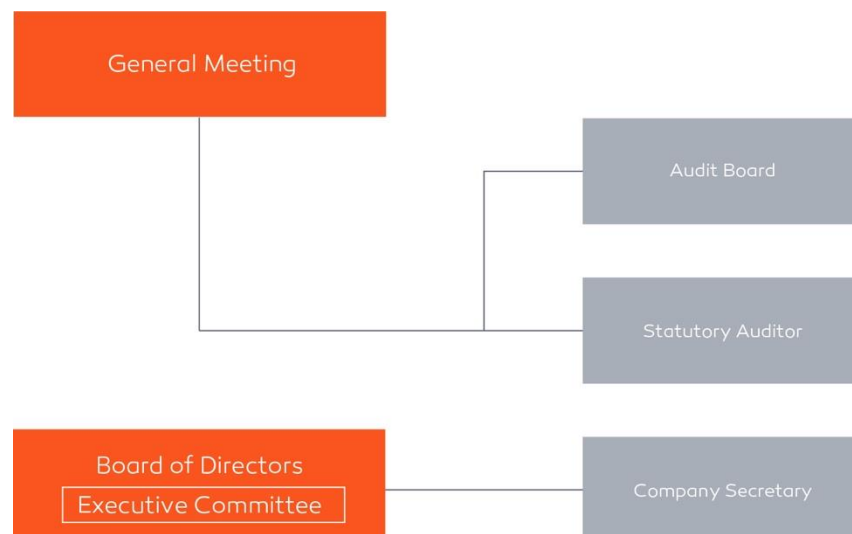 General Meeting
Audit Board
Statutory Auditor
Board of Directors
Executive Committee
Company Secretary